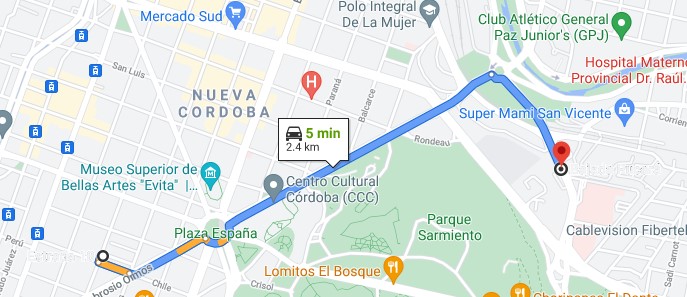 Mercado Sud
Polo Integral
De La Mujer
Club Atlético General
Paz Junior's (GPJ)
Hospital Materno
Provincial Dr. Raúl.
San Luis
NUEVA
CORDOBA
Paraná
Balcarce
Super Mami San Vicente
5 min
2.4 km
Rondeau
Museo Superior de
Bellas Artes "Evita" |...
Centro Cultural
Córdoba (CCC)
Plaza España
Parque
Sarmiento
Cablevision Fibertel
Perú
Ambrosio Olmos
Lomitos El Bosque
Crisol
Sadi Carnot